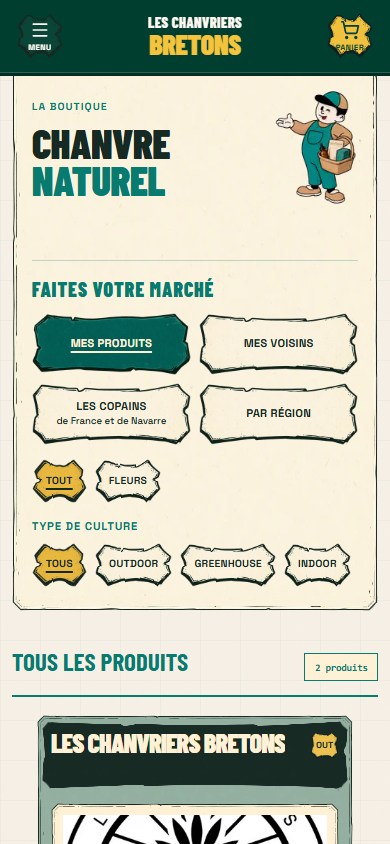 MENU
LES CHANVRIERS
BRETONS
PANIER
LA BOUTIQUE
CHANVRE
NATUREL
FAITES VOTRE MARCHÉ
MES PRODUITS
MES VOISINS
LES COPAINS
de France et de Navarre
PAR RÉGION
TOUT
FLEURS
TYPE DE CULTURE
TOUS
OUTDOOR
GREENHOUSE
INDOOR
TOUS LES PRODUITS
2 produits
LES CHANVRIERS BRETONS
OUT
L
S